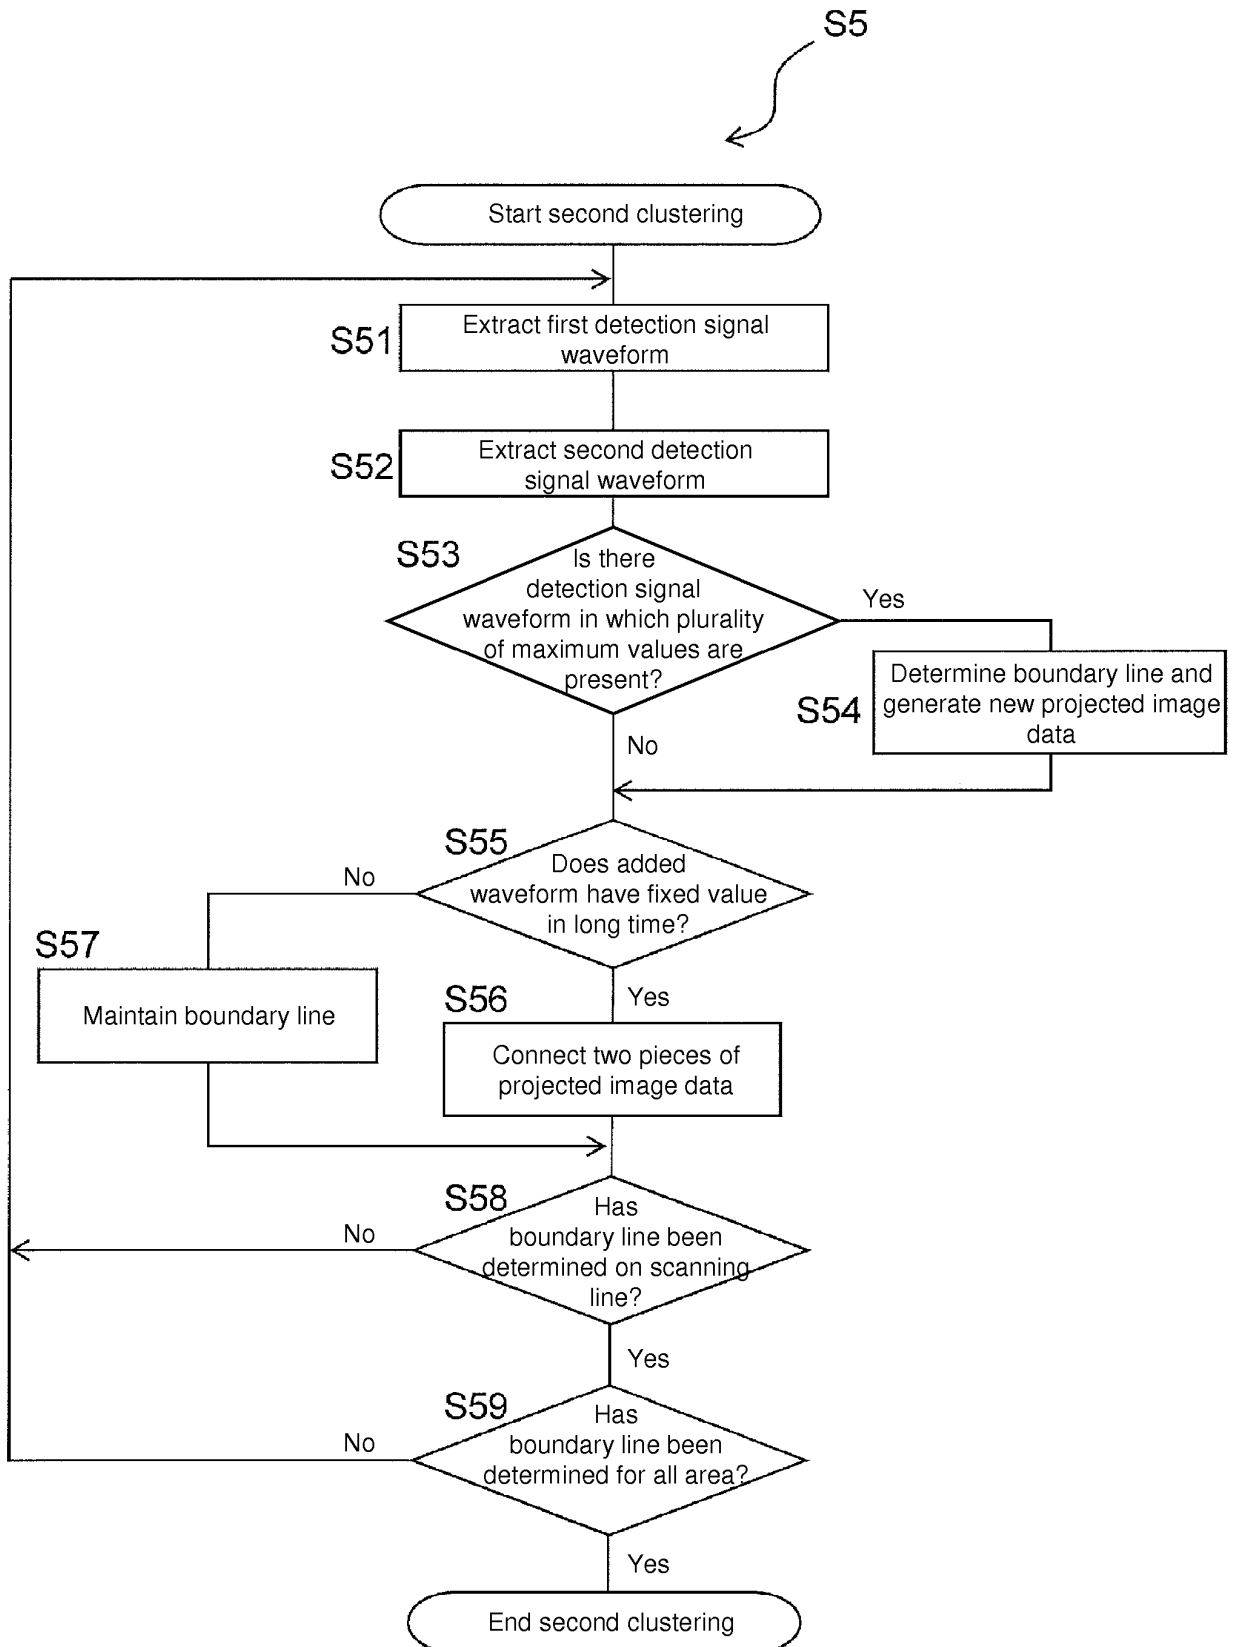 S5
Start second clustering
S51
Extract first detection signal
waveform
S52
Extract second detection
signal waveform
S53
Is there
detection signal
waveform in which plurality
of maximum values are
present?
Yes
S54
Determine boundary line and
generate new projected image
data
No
S55
Does added
waveform have fixed value
in long time?
No
S57
Maintain boundary line
Yes
S56
Connect two pieces of
projected image data
S58
Has
boundary line been
determined on scanning
line?
No
Yes
S59
Has
boundary line been
determined for all area?
No
Yes
End second clustering